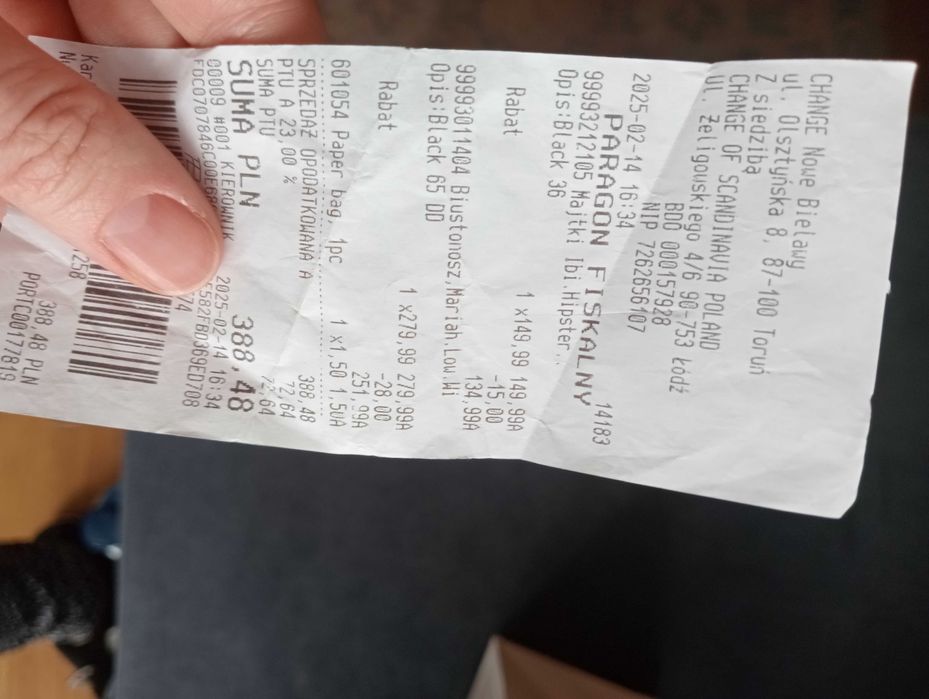 CHANGE Nowe Bielawy
ul. Olsztyńska 8, 87-100 Toruń
Z siedzibą
CHANGE OF SCANDINAVIA POLAND
ul. Żeligowskiego 4/6 90-753 Łódź
BDO 000157928
NIP 7262656107
2025-02-14 16:34 14183
PARAGON FISKALNY
99993212105 Majtki Ibi.Hipster..
Opis:Black 36
1 x149,99 149,99A
Rabat -15,00
134,99A
99993011404 Biustonosz,Mariah,Low.Wi
Opis:Black 65 DD
1 x279,99 279,99A
Rabat -28,00
251,99A
601054 Paper bag, 1pc 1 x1,50 1,50A
SPRZEDAŻ OPODATKOWANA A 388,48
PTU A 23,00 % 72,64
SUMA PTU 72,64
SUMA PLN 388,48
00009 #001 KIEROWNIK 2025-02-14 16:34
388,48 PLN